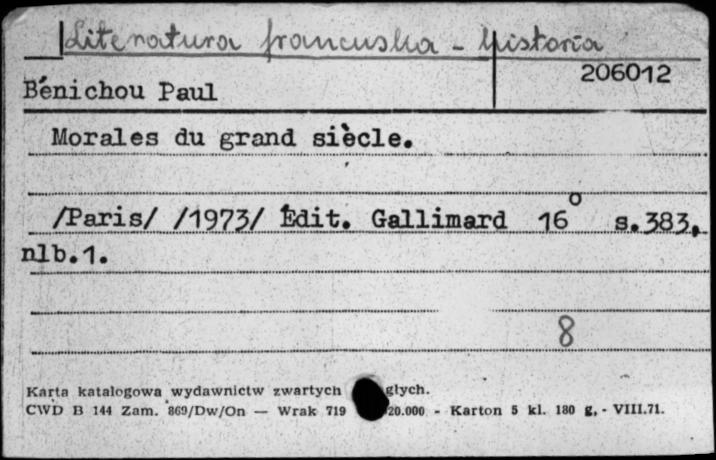 Literatura francuska - historia
206012
Bénichou Paul
Morales du grand siècle.
/Paris/ /1973/ Édit. Gallimard 16° s.383,
nlb.1.
8
Karta katalogowa wydawnictw zwartych głych.
CWD B 144 Zam. 869/Dw/On — Wrak 719 20.000 - Karton 5 kl. 180 g. - VIII.71.